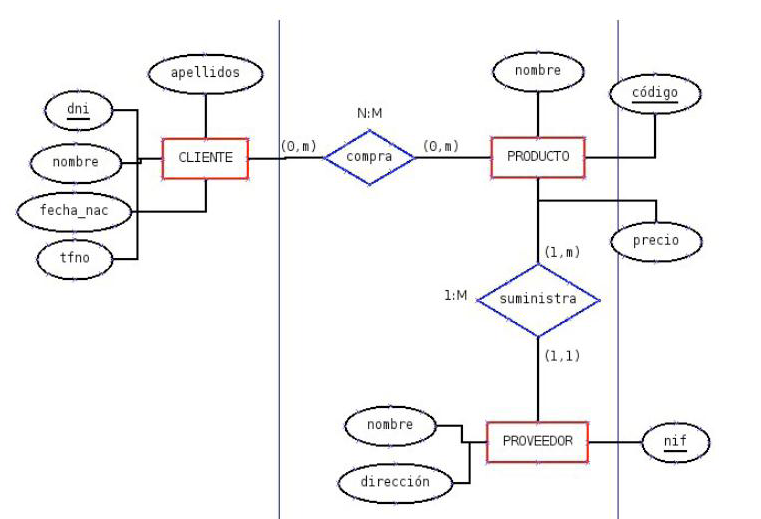 apellidos
nombre
código
dni
N:M
nombre
CLIENTE
(0,m)
compra
(0,m)
PRODUCTO
fecha_nac
tfno
precio
(1,m)
1:M
suministra
(1,1)
nombre
PROVEEDOR
nif
dirección